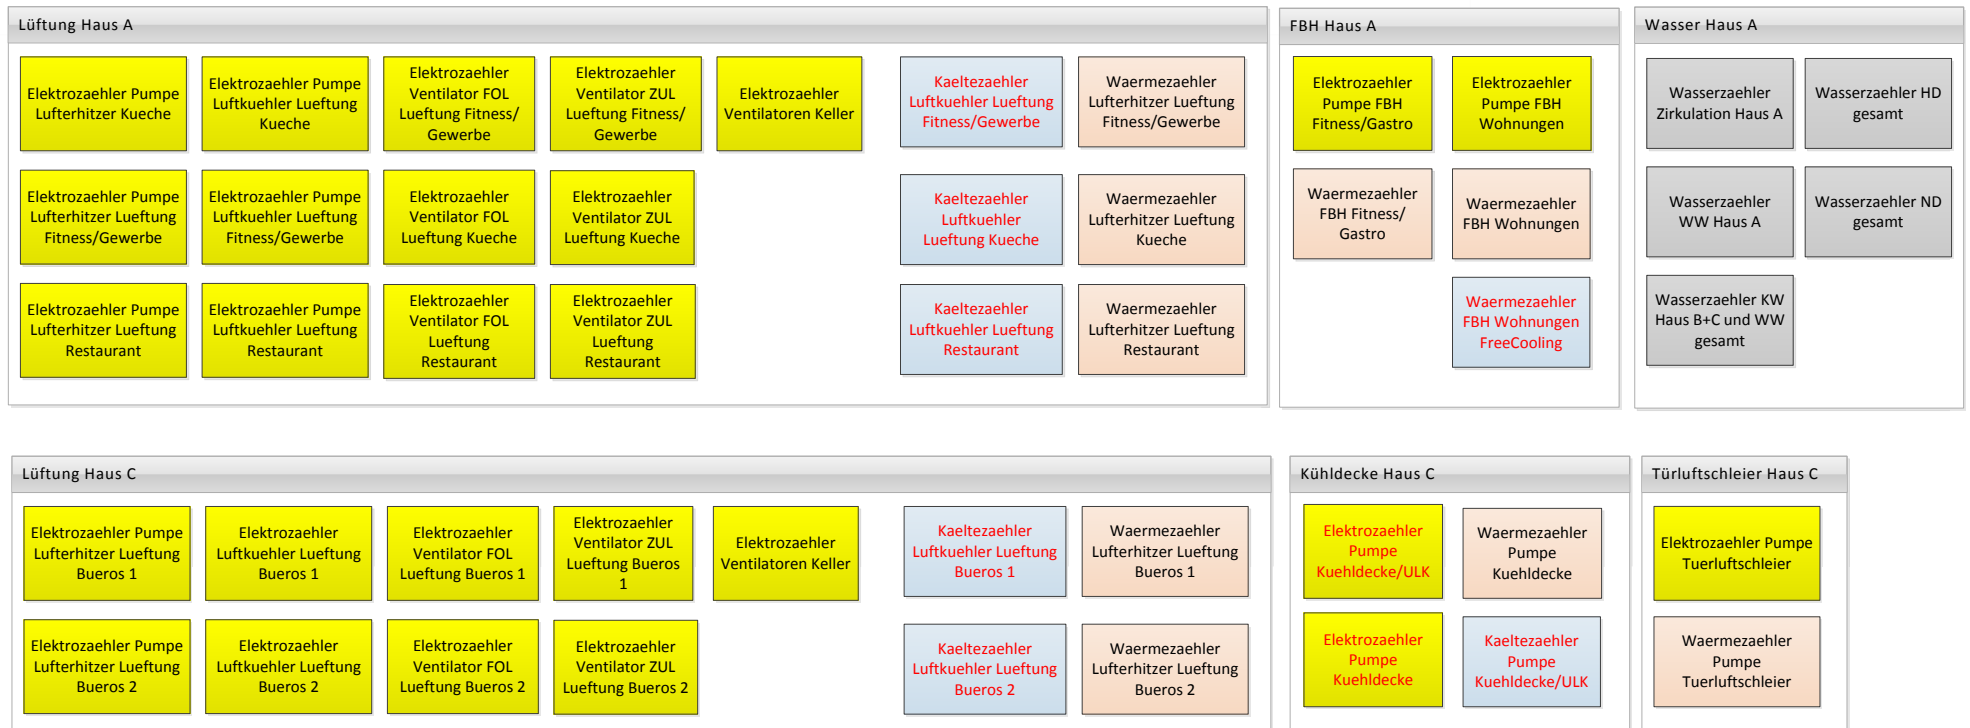 Lüftung Haus A
Elektrozaehler Pumpe
Lufterhitzer Kueche
Elektrozaehler Pumpe
Luftkuehler Lueftung
Kueche
Elektrozaehler
Ventilator FOL
Lueftung Fitness/
Gewerbe
Elektrozaehler
Ventilator ZUL
Lueftung Fitness/
Gewerbe
Elektrozaehler
Ventilatoren Keller
Kaeltezaehler
Luftkuehler Lueftung
Fitness/Gewerbe
Waermezaehler
Lufterhitzer Lueftung
Fitness/Gewerbe
Elektrozaehler Pumpe
Lufterhitzer Lueftung
Fitness/Gewerbe
Elektrozaehler Pumpe
Luftkuehler Lueftung
Fitness/Gewerbe
Elektrozaehler
Ventilator FOL
Lueftung Kueche
Elektrozaehler
Ventilator ZUL
Lueftung Kueche
Kaeltezaehler
Luftkuehler
Lueftung Kueche
Waermezaehler
Lufterhitzer Lueftung
Kueche
Elektrozaehler Pumpe
Lufterhitzer Lueftung
Restaurant
Elektrozaehler Pumpe
Luftkuehler Lueftung
Restaurant
Elektrozaehler
Ventilator FOL
Lueftung
Restaurant
Elektrozaehler
Ventilator ZUL
Lueftung
Restaurant
Kaeltezaehler
Luftkuehler Lueftung
Restaurant
Waermezaehler
Lufterhitzer Lueftung
Restaurant
FBH Haus A
Elektrozaehler
Pumpe FBH
Fitness/Gastro
Elektrozaehler
Pumpe FBH
Wohnungen
Waermezaehler
FBH Fitness/
Gastro
Waermezaehler
FBH Wohnungen
Waermezaehler
FBH Wohnungen
FreeCooling
Wasser Haus A
Wasserzaehler
Zirkulation Haus A
Wasserzaehler HD
gesamt
Wasserzaehler
WW Haus A
Wasserzaehler ND
gesamt
Wasserzaehler KW
Haus B+C und WW
gesamt
Lüftung Haus C
Elektrozaehler Pumpe
Lufterhitzer Lueftung
Bueros 1
Elektrozaehler
Luftkuehler Lueftung
Bueros 1
Elektrozaehler
Ventilator FOL
Lueftung Bueros 1
Elektrozaehler
Ventilator ZUL
Lueftung Bueros
1
Elektrozaehler
Ventilatoren Keller
Kaeltezaehler
Luftkuehler Lueftung
Bueros 1
Waermezaehler
Lufterhitzer Lueftung
Bueros 1
Elektrozaehler Pumpe
Lufterhitzer Lueftung
Bueros 2
Elektrozaehler
Luftkuehler Lueftung
Bueros 2
Elektrozaehler
Ventilator FOL
Lueftung Bueros 2
Elektrozaehler
Ventilator ZUL
Lueftung Bueros 2
Kaeltezaehler
Luftkuehler Lueftung
Bueros 2
Waermezaehler
Lufterhitzer Lueftung
Bueros 2
Kühldecke Haus C
Elektrozaehler
Pumpe
Kuehldecke/ULK
Waermezaehler
Pumpe
Kuehldecke
Elektrozaehler
Pumpe
Kuehldecke
Kaeltezaehler
Pumpe
Kuehldecke/ULK
Türluftschleier Haus C
Elektrozaehler Pumpe
Tuerluftschleier
Waermezaehler
Pumpe
Tuerluftschleier